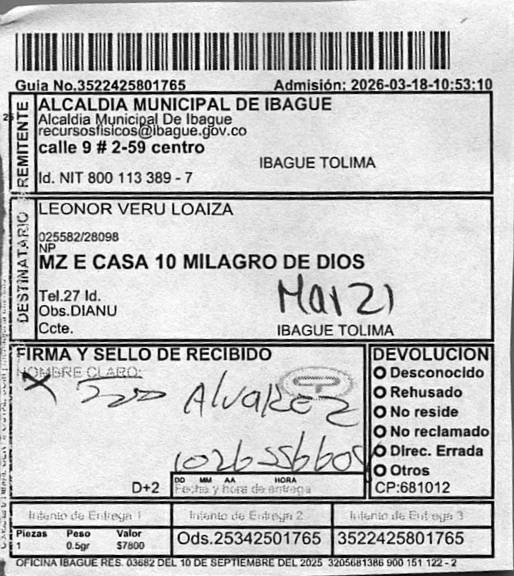 Guia No.3522425801765 Admisión: 2026-03-18-10:53:10
REMITENTE
ALCALDIA MUNICIPAL DE IBAGUE
Alcaldia Municipal De Ibague
recursosfisicos@ibague.gov.co
calle 9 # 2-59 centro
IBAGUE TOLIMA
Id. NIT 800 113 389 - 7
DESTINATARIO
LEONOR VERU LOAIZA
025582/28098
NP
MZ E CASA 10 MILAGRO DE DIOS
Tel.27 Id.
Obs.DIANU
Ccte.
Mar 21
IBAGUE TOLIMA
FIRMA Y SELLO DE RECIBIDO
NOMBRE CLARO:
X Alvarez
D+2
DD MM AA HORA
Fecha y hora de entrega
DEVOLUCION
Desconocido
Rehusado
No reside
No reclamado
Direc. Errada
Otros
CP:681012
Intento de Entrega 1 Intento de Entrega 2 Intento de Entrega 3
Piezas Peso Valor
1 0.5gr $7800
Ods.25342501765 3522425801765
OFICINA IBAGUE RES. 03682 DEL 10 DE SEPTIEMBRE DEL 2025 3205681386 900 151 122 - 2